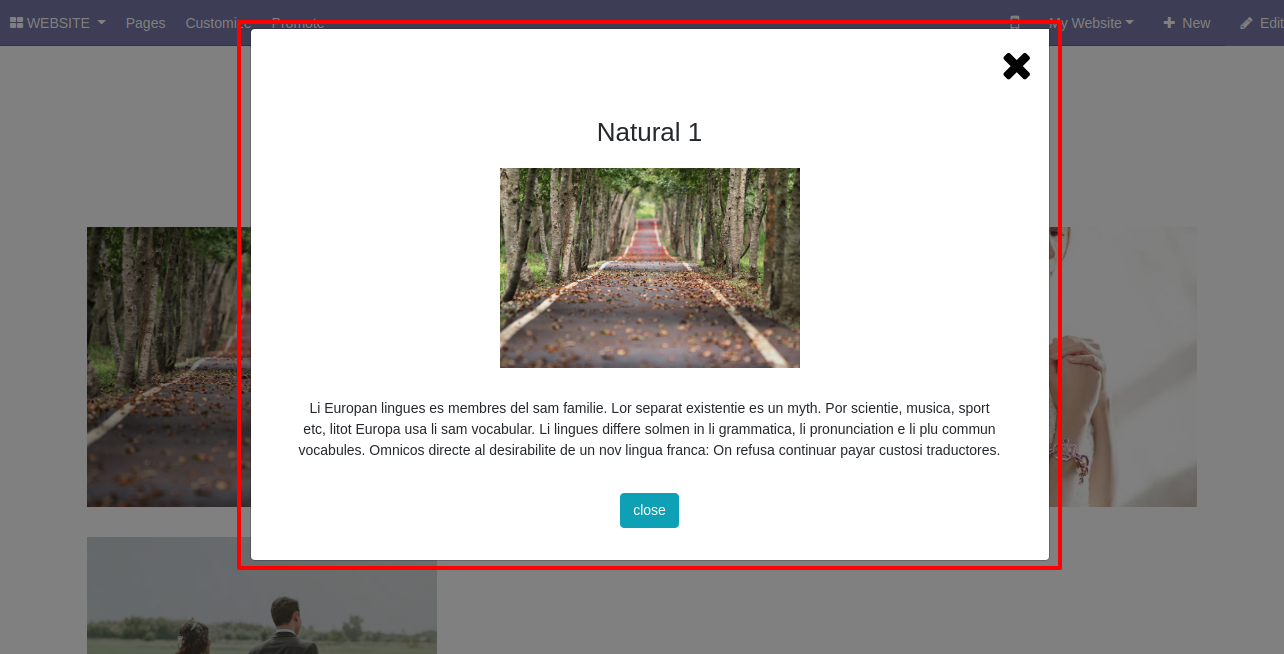 WEBSITE Pages Customize Promote My Website New Edit
Natural 1
Li Europan lingues es membres del sam familie. Lor separat existentie es un myth. Por scientie, musica, sport
etc, litot Europa usa li sam vocabular. Li lingues differe solmen in li grammatica, li pronunciation e li plu commun
vocabules. Omnicos directe al desirabilite de un nov lingua franca: On refusa continuar payar custosi traductores.
close